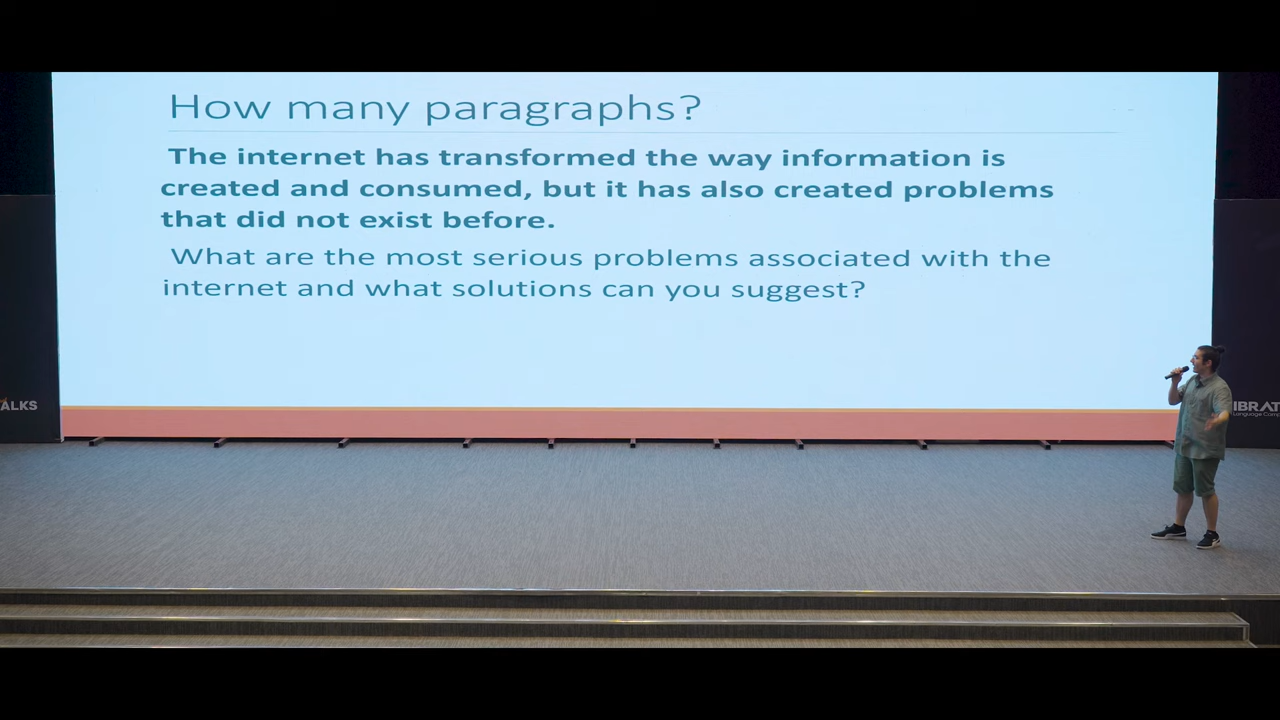 How many paragraphs?
The internet has transformed the way information is
created and consumed, but it has also created problems
that did not exist before.
What are the most serious problems associated with the
internet and what solutions can you suggest?
ALKS
IBRAT